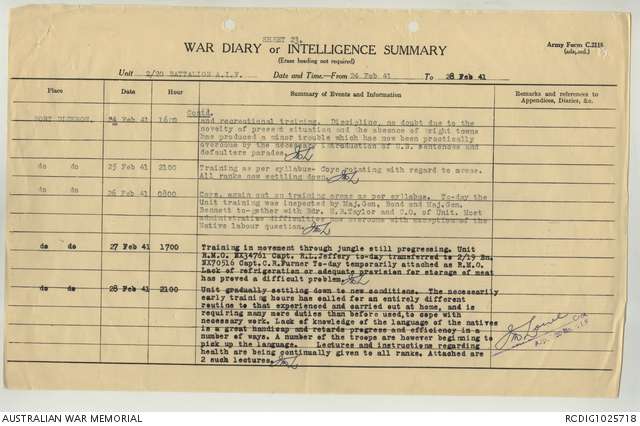 SHEET 23.
WAR DIARY or INTELLIGENCE SUMMARY
Army Form C.2118
(adapted).
(Erase heading not required)
Unit 2/20 BATTALION A.I.F. Date and Time—From 24 Feb 41 To 28 Feb 41
Place Date Hour Summary of Events and Information Remarks and references to
Appendices, Diaries, &c.
Contd.
PORT DICKSON. 24 Feb 41 1600 and recreational training. Discipline, no doubt due to the
novelty of present situation and the absence of bright towns
has produced a minor trouble which has now been practically
overcome by the necessary introduction of C.B. sentences and
defaulters parades.
do do 25 Feb 41 2100 Training as per syllabus- Coys rotating with regard to areas.
All ranks now settling down.
do do 26 Feb 41 0800 Coys. again out on training areas as per syllabus. To-day the
Unit training was inspected by Maj.Gen. Bond and Maj.Gen.
Bennett to-gether with Bdr. H.B.Taylor and C.O. of Unit. Most
administrative difficulties now overcome with exception of the
Native labour question.
do do 27 Feb 41 1700 Training in movement through jungle still progressing. Unit
R.M.O. NX34761 Capt. R.L.Jeffery to-day transferred to 2/19 Bn.
NX70516 Capt.C.R.Furner To-day temporarily attached as R.M.O.
Lack of refrigeration or adequate provision for storage of meat
has proved a difficult problem.
do do 28 Feb 41 2100 Unit gradually settling down to new conditions. The necessarily
early training hours has called for an entirely different
routine to that experienced and carried out at home, and is
requiring many more duties than before used, to cope with
necessary work. Lack of knowledge of the language of the natives
is a great handicap and retards progress and efficiency in a
number of ways. A number of the troops are however beginning to
pick up the language. Lectures and instructions regarding
health are being continually given to all ranks. Attached are
2 such lectures.
AUSTRALIAN WAR MEMORIAL RCDIG1025718